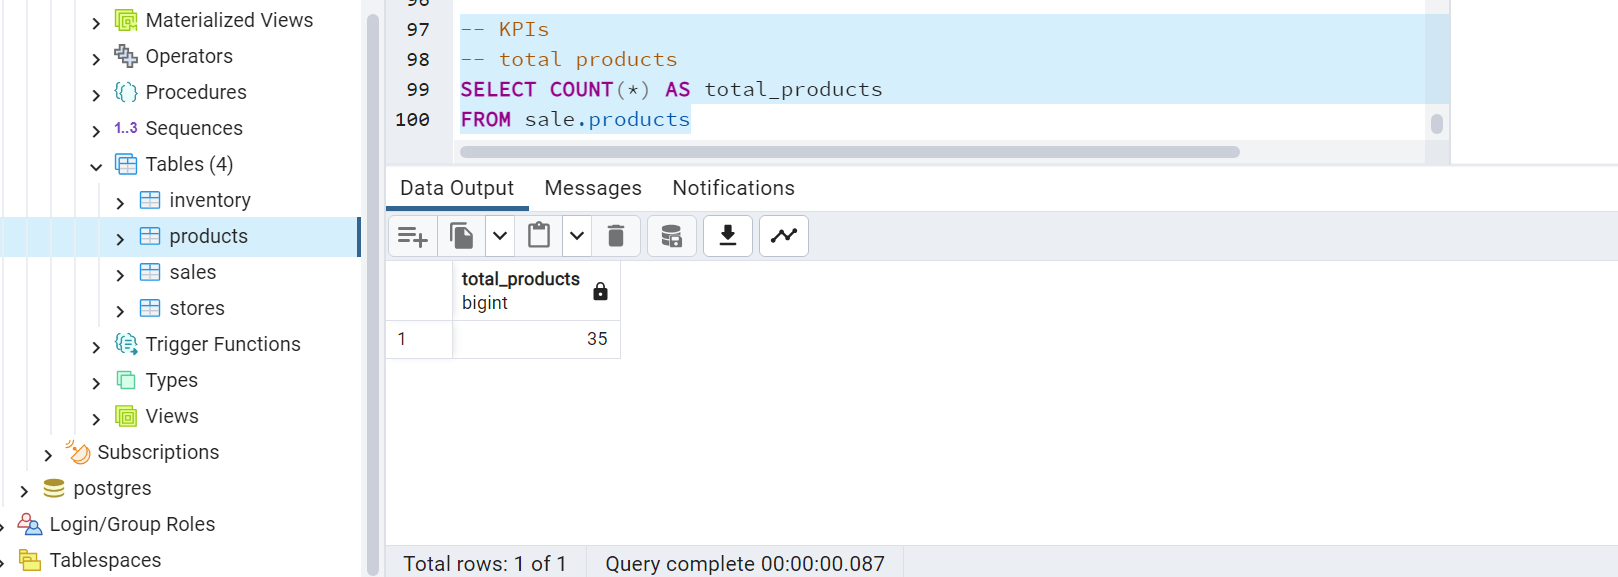 Materialized Views
Operators
Procedures
1..3 Sequences
Tables (4)
inventory
products
sales
stores
Trigger Functions
Types
Views
Subscriptions
postgres
Login/Group Roles
Tablespaces
97 -- KPIs
98 -- total products
99 SELECT COUNT(*) AS total_products
100 FROM sale.products
Data Output Messages Notifications
total_products
bigint
1 35
Total rows: 1 of 1 Query complete 00:00:00.087